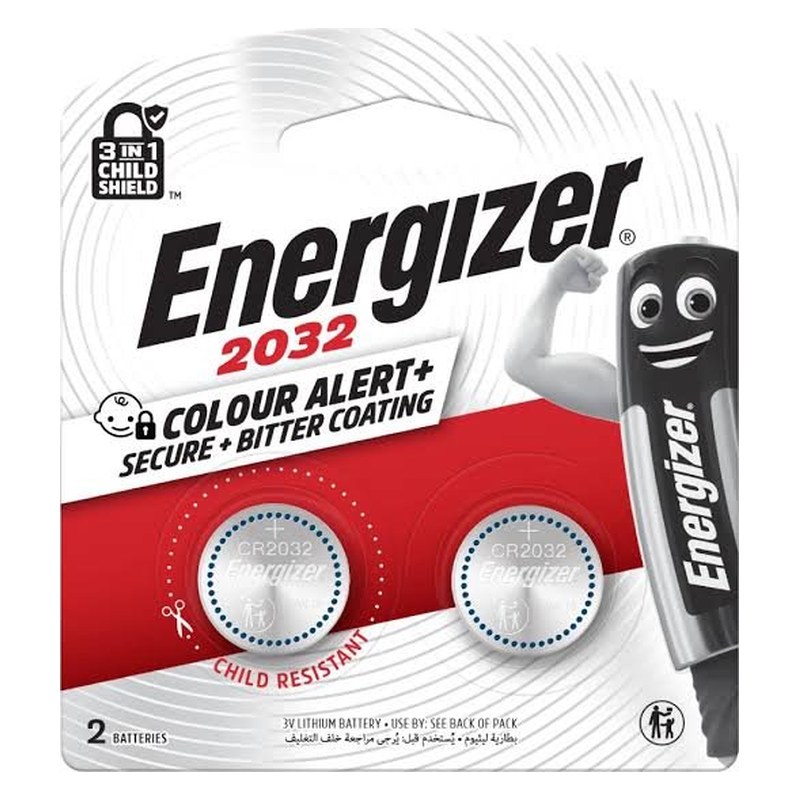 3 IN 1
CHILD
SHIELD
TM
Energizer®
2032
COLOUR ALERT+
SECURE + BITTER COATING
Energizer®
+
CR2032
Energizer
+
CR2032
Energizer
CHILD RESISTANT
2 BATTERIES
3V LITHIUM BATTERY • USE BY: SEE BACK OF PACK
بطارية ليثيوم • يُستخدم قبل: يُرجى مراجعة خلف التغليف